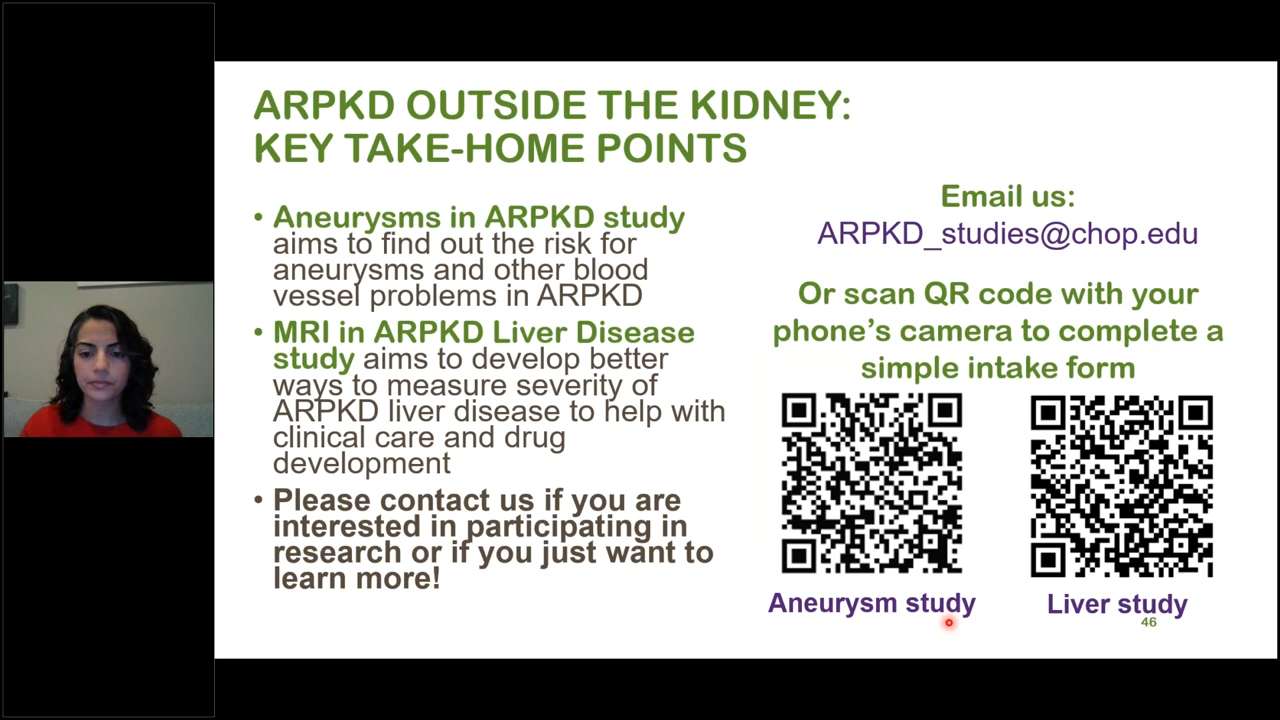 ARPKD OUTSIDE THE KIDNEY:
KEY TAKE-HOME POINTS
• Aneurysms in ARPKD study
aims to find out the risk for
aneurysms and other blood
vessel problems in ARPKD
• MRI in ARPKD Liver Disease
study aims to develop better
ways to measure severity of
ARPKD liver disease to help with
clinical care and drug
development
• Please contact us if you are
interested in participating in
research or if you just want to
learn more!
Email us:
ARPKD_studies@chop.edu
Or scan QR code with your
phone's camera to complete a
simple intake form
Aneurysm study
Liver study
46